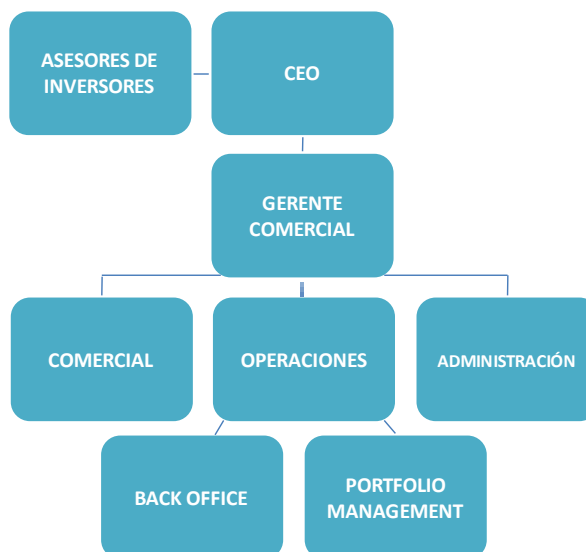 ASESORES DE
INVERSORES
CEO
GERENTE
COMERCIAL
COMERCIAL
OPERACIONES
ADMINISTRACIÓN
BACK OFFICE
PORTFOLIO
MANAGEMENT